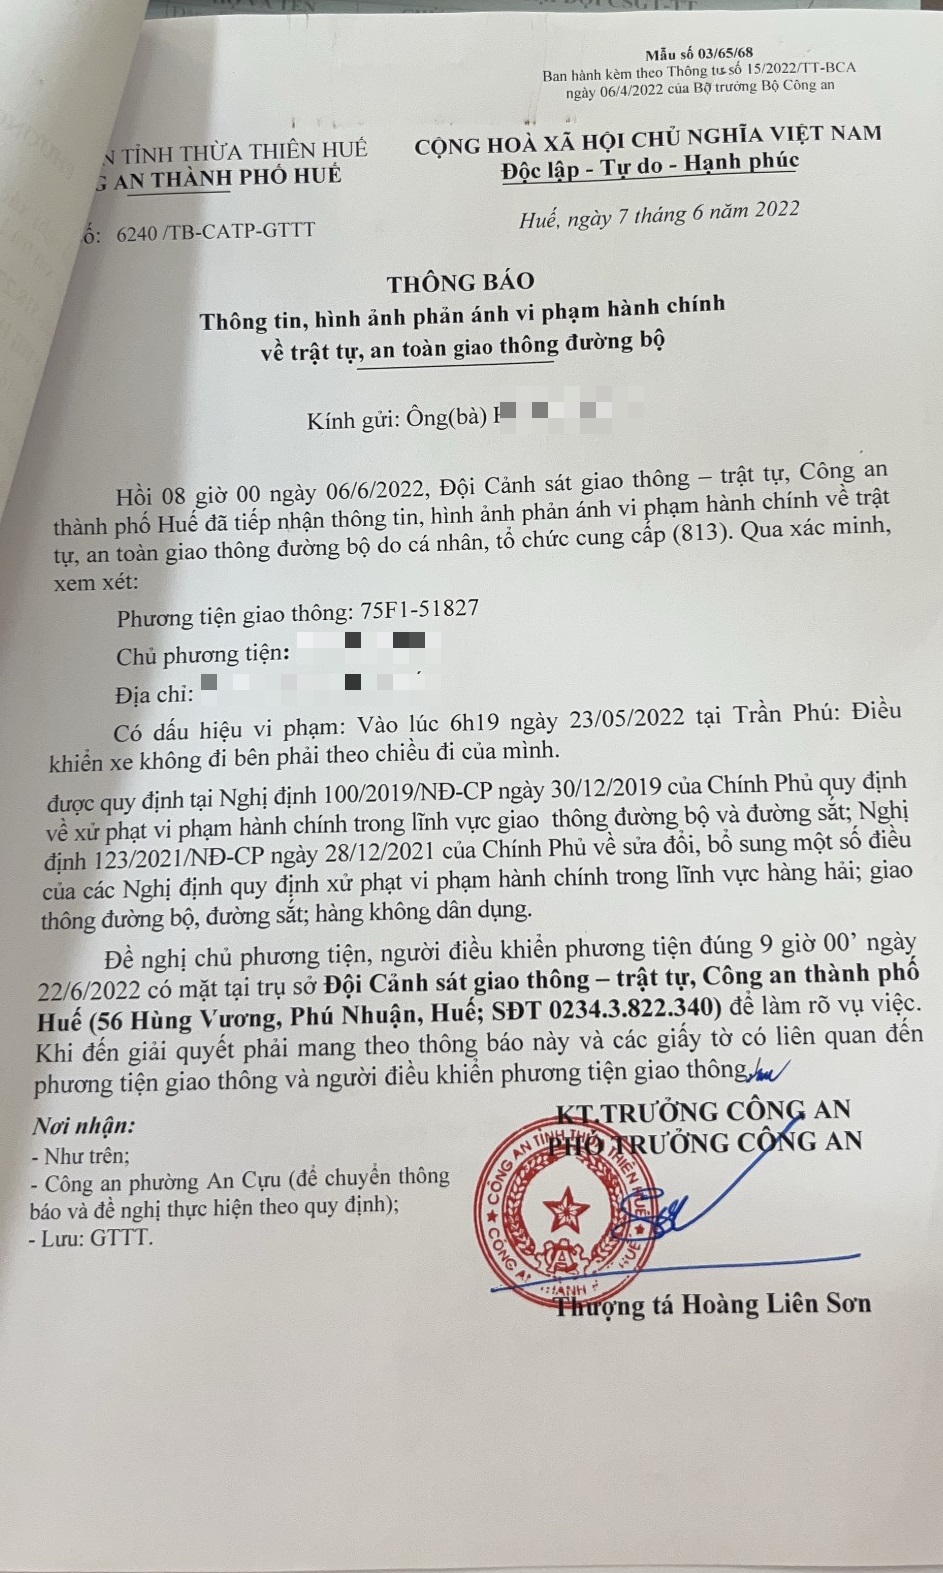 Mẫu số 03/65/68
Ban hành kèm theo Thông tư số 15/2022/TT-BCA
ngày 06/4/2022 của Bộ trưởng Bộ Công an
TỈNH THỪA THIÊN HUẾ
AN THÀNH PHỐ HUẾ
CỘNG HOÀ XÃ HỘI CHỦ NGHĨA VIỆT NAM
Độc lập - Tự do - Hạnh phúc
6240 /TB-CATP-GTTT
Huế, ngày 7 tháng 6 năm 2022
THÔNG BÁO
Thông tin, hình ảnh phản ánh vi phạm hành chính
về trật tự, an toàn giao thông đường bộ
Kính gửi: Ông(bà)
Hồi 08 giờ 00 ngày 06/6/2022, Đội Cảnh sát giao thông – trật tự, Công an
thành phố Huế đã tiếp nhận thông tin, hình ảnh phản ánh vi phạm hành chính về trật
tự, an toàn giao thông đường bộ do cá nhân, tổ chức cung cấp (813). Qua xác minh,
xem xét:
Phương tiện giao thông: 75F1-51827
Chủ phương tiện:
Địa chỉ:
Có dấu hiệu vi phạm: Vào lúc 6h19 ngày 23/05/2022 tại Trần Phú: Điều
khiển xe không đi bên phải theo chiều đi của mình.
được quy định tại Nghị định 100/2019/NĐ-CP ngày 30/12/2019 của Chính Phủ quy định
về xử phạt vi phạm hành chính trong lĩnh vực giao thông đường bộ và đường sắt; Nghị
định 123/2021/NĐ-CP ngày 28/12/2021 của Chính Phủ về sửa đổi, bổ sung một số điều
của các Nghị định quy định xử phạt vi phạm hành chính trong lĩnh vực hàng hải; giao
thông đường bộ, đường sắt; hàng không dân dụng.
Đề nghị chủ phương tiện, người điều khiển phương tiện đúng 9 giờ 00' ngày
22/6/2022 có mặt tại trụ sở Đội Cảnh sát giao thông – trật tự, Công an thành phố
Huế (56 Hùng Vương, Phú Nhuận, Huế; SĐT 0234.3.822.340) để làm rõ vụ việc.
Khi đến giải quyết phải mang theo thông báo này và các giấy tờ có liên quan đến
phương tiện giao thông và người điều khiển phương tiện giao thông.
Nơi nhận:
- Như trên;
- Công an phường An Cựu (để chuyển thông
báo và đề nghị thực hiện theo quy định);
- Lưu: GTTT.
KT.TRƯỞNG CÔNG AN
PHÓ TRƯỞNG CÔNG AN
CÔNG AN TỈNH THỪA THIÊN HUẾ
Thượng tá Hoàng Liên Sơn